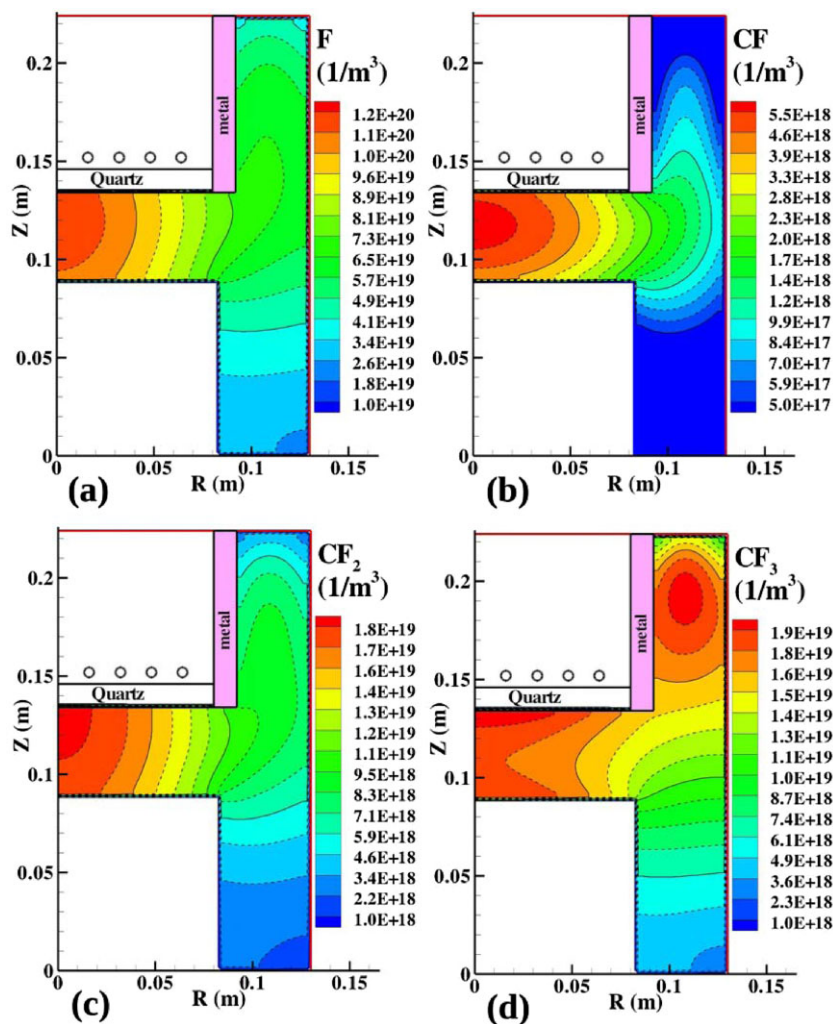 F
(1/m³)
1.2E+20
1.1E+20
1.0E+20
9.6E+19
8.9E+19
8.1E+19
7.3E+19
6.5E+19
5.7E+19
4.9E+19
4.1E+19
3.4E+19
2.6E+19
1.8E+19
1.0E+19
metal
Quartz
Z (m)
0.2
0.15
0.1
0.05
0
0 0.05 0.1 0.15
R (m)
(a)
CF
(1/m³)
5.5E+18
4.6E+18
3.9E+18
3.3E+18
2.8E+18
2.3E+18
2.0E+18
1.7E+18
1.4E+18
1.2E+18
9.9E+17
8.4E+17
7.0E+17
5.9E+17
5.0E+17
metal
Quartz
Z (m)
0.2
0.15
0.1
0.05
0
0 0.05 0.1 0.15
R (m)
(b)
CF₂
(1/m³)
1.8E+19
1.7E+19
1.6E+19
1.4E+19
1.3E+19
1.2E+19
1.1E+19
9.5E+18
8.3E+18
7.1E+18
5.9E+18
4.6E+18
3.4E+18
2.2E+18
1.0E+18
metal
Quartz
Z (m)
0.2
0.15
0.1
0.05
0
0 0.05 0.1 0.15
R (m)
(c)
CF₃
(1/m³)
1.9E+19
1.8E+19
1.6E+19
1.5E+19
1.4E+19
1.3E+19
1.1E+19
1.0E+19
8.7E+18
7.4E+18
6.1E+18
4.9E+18
3.6E+18
2.3E+18
1.0E+18
metal
Quartz
Z (m)
0.2
0.15
0.1
0.05
0
0 0.05 0.1 0.15
R (m)
(d)